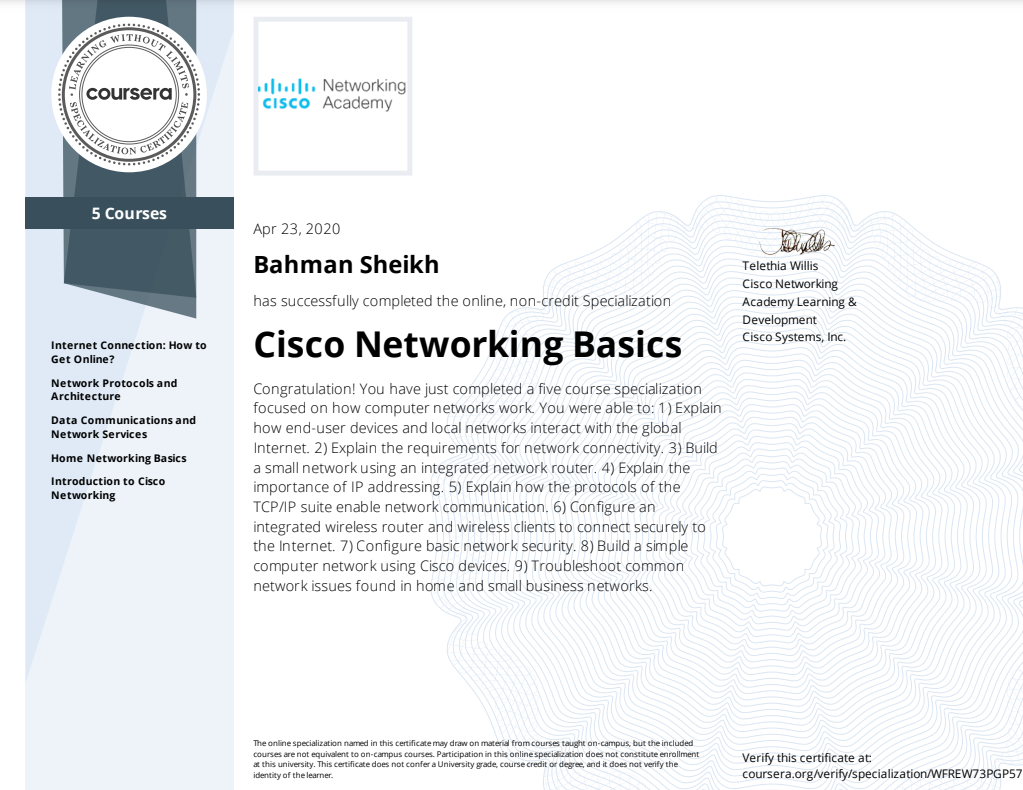 LEARNING WITHOUT LIMITS
coursera
SPECIALIZATION CERTIFICATE
5 Courses
Internet Connection: How to
Get Online?
Network Protocols and
Architecture
Data Communications and
Network Services
Home Networking Basics
Introduction to Cisco
Networking
CISCO
Networking
Academy
Apr 23, 2020
Bahman Sheikh
has successfully completed the online, non-credit Specialization
Cisco Networking Basics
Congratulation! You have just completed a five course specialization
focused on how computer networks work. You were able to: 1) Explain
how end-user devices and local networks interact with the global
Internet. 2) Explain the requirements for network connectivity. 3) Build
a small network using an integrated network router. 4) Explain the
importance of IP addressing. 5) Explain how the protocols of the
TCP/IP suite enable network communication. 6) Configure an
integrated wireless router and wireless clients to connect securely to
the Internet. 7) Configure basic network security. 8) Build a simple
computer network using Cisco devices. 9) Troubleshoot common
network issues found in home and small business networks.
Telethia Willis
Cisco Networking
Academy Learning &
Development
Cisco Systems, Inc.
The online specialization named in this certificate may draw on material from courses taught on-campus, but the included
courses are not equivalent to on-campus courses. Participation in this online specialization does not constitute enrollment
at this university. This certificate does not confer a University grade, course credit or degree, and it does not verify the
identity of the learner.
Verify this certificate at:
coursera.org/verify/specialization/WFREW73PGP57